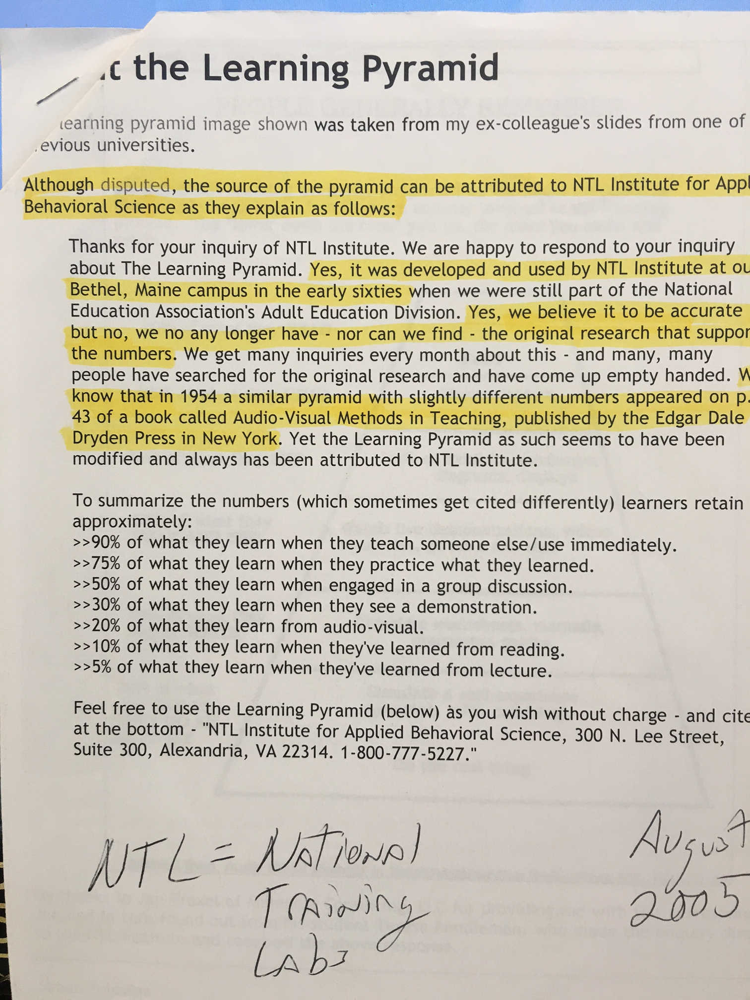 the Learning Pyramid
learning pyramid image shown was taken from my ex-colleague's slides from one of
evious universities.
Although disputed, the source of the pyramid can be attributed to NTL Institute for Appl
Behavioral Science as they explain as follows:
Thanks for your inquiry of NTL Institute. We are happy to respond to your inquiry
about The Learning Pyramid. Yes, it was developed and used by NTL Institute at ou
Bethel, Maine campus in the early sixties when we were still part of the National
Education Association's Adult Education Division. Yes, we believe it to be accurate
but no, we no any longer have - nor can we find - the original research that suppor
the numbers. We get many inquiries every month about this - and many, many
people have searched for the original research and have come up empty handed. W
know that in 1954 a similar pyramid with slightly different numbers appeared on p.
43 of a book called Audio-Visual Methods in Teaching, published by the Edgar Dale
Dryden Press in New York. Yet the Learning Pyramid as such seems to have been
modified and always has been attributed to NTL Institute.
To summarize the numbers (which sometimes get cited differently) learners retain
approximately:
>>90% of what they learn when they teach someone else/use immediately.
>>75% of what they learn when they practice what they learned.
>>50% of what they learn when engaged in a group discussion.
>>30% of what they learn when they see a demonstration.
>>20% of what they learn from audio-visual.
>>10% of what they learn when they've learned from reading.
>>5% of what they learn when they've learned from lecture.
Feel free to use the Learning Pyramid (below) as you wish without charge - and cite
at the bottom - "NTL Institute for Applied Behavioral Science, 300 N. Lee Street,
Suite 300, Alexandria, VA 22314. 1-800-777-5227."
NTL = National
Training
Labs
August
2005